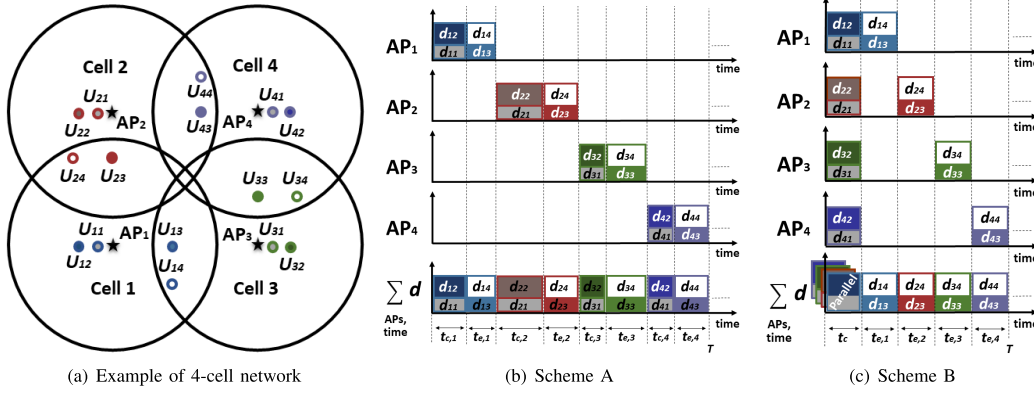 Cell 2
Cell 4
U21
U22
AP2
U24
U23
U44
U43
U41
AP4
U42
U33
U34
U11
U12
AP1
U13
U14
Cell 1
AP3
U31
U32
Cell 3
(a) Example of 4-cell network
AP1
d12 d14
d11 d13
time
AP2
d22 d24
d21 d23
time
AP3
d32 d34
d31 d33
time
AP4
d42 d44
d41 d43
time
∑ d
APs,
time
d12 d14 d22 d24 d32 d34 d42 d44
d11 d13 d21 d23 d31 d33 d41 d43
time
tc,1 te,1 tc,2 te,2 tc,3 te,3 tc,4 te,4
T
(b) Scheme A
AP1
d12 d14
d11 d13
time
AP2
d22 d24
d21 d23
time
AP3
d32 d34
d31 d33
time
AP4
d42 d44
d41 d43
time
∑ d
APs,
time
Parallel
d14 d24 d34 d44
d13 d23 d33 d43
time
tc te,1 te,2 te,3 te,4
T
(c) Scheme B